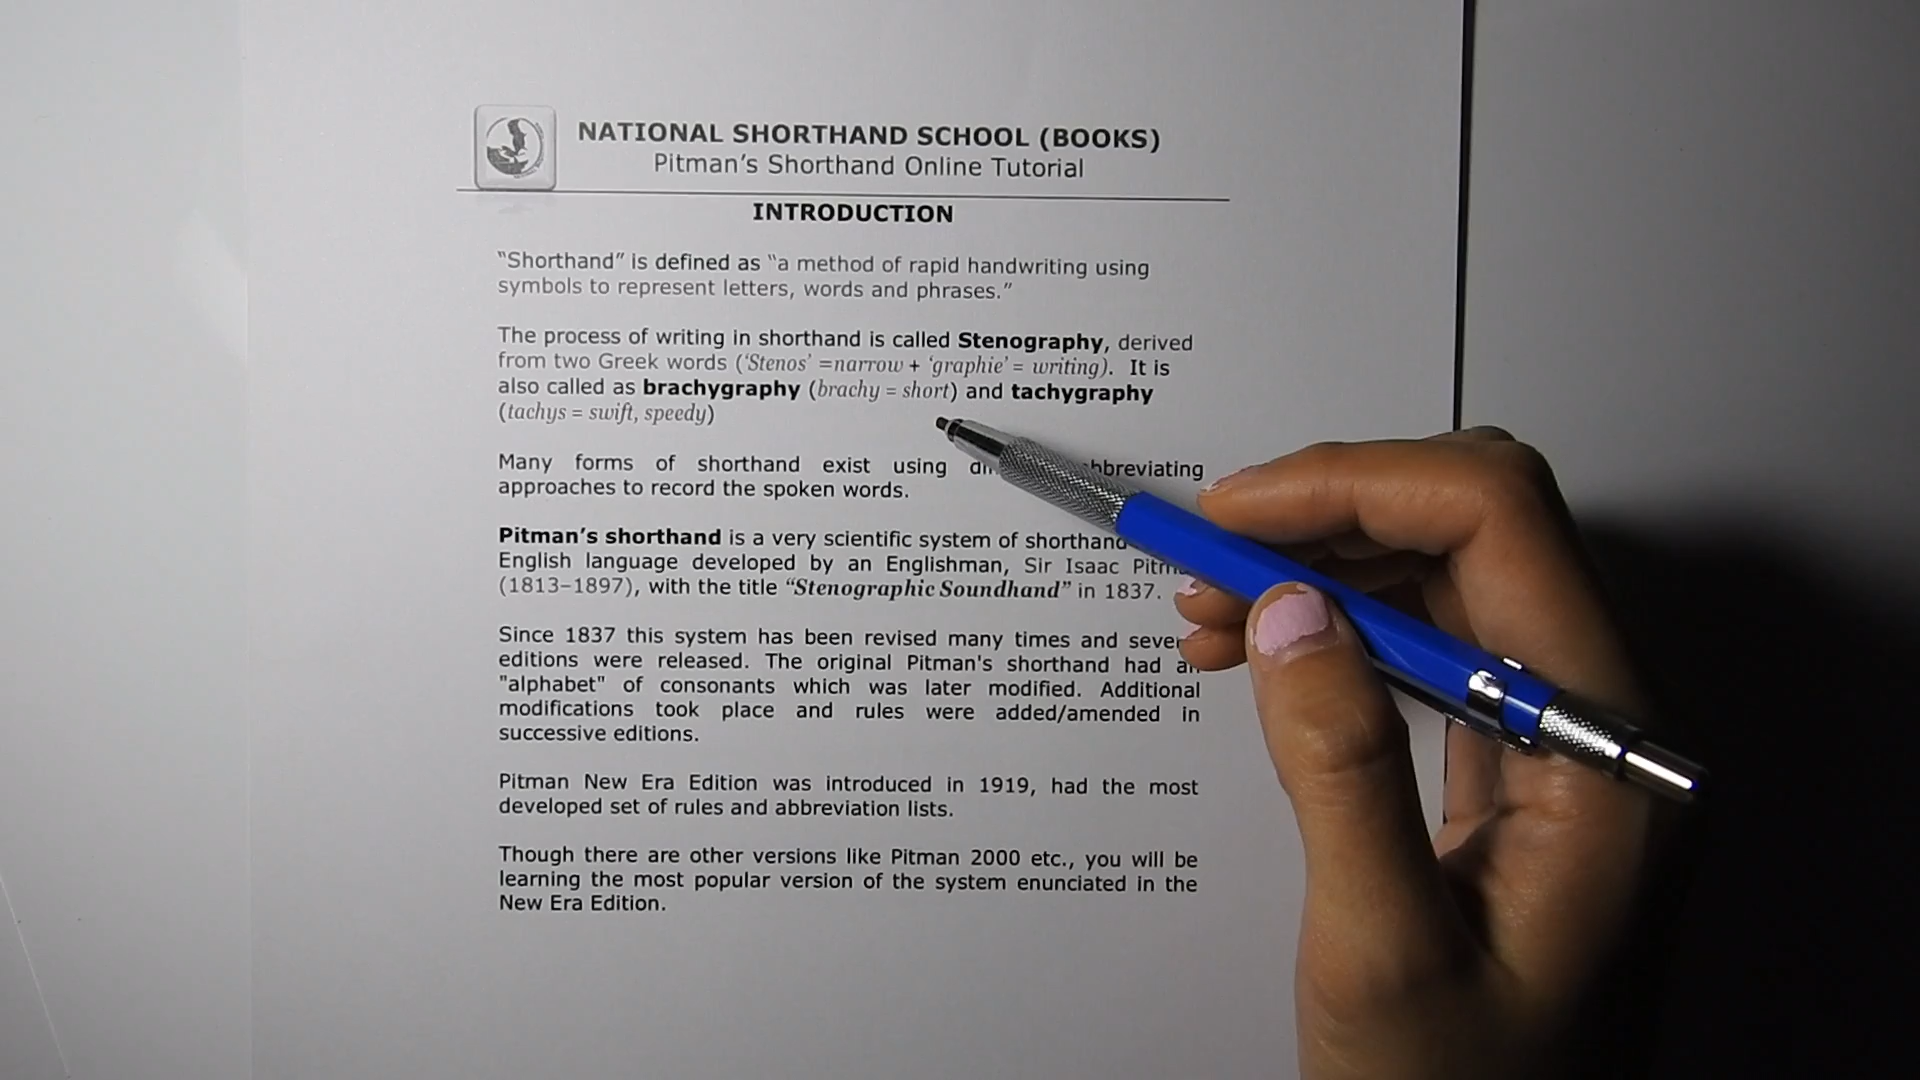 NATIONAL SHORTHAND SCHOOL (BOOKS)
Pitman's Shorthand Online Tutorial
INTRODUCTION
"Shorthand" is defined as "a method of rapid handwriting using
symbols to represent letters, words and phrases."
The process of writing in shorthand is called Stenography, derived
from two Greek words ('Stenos' =narrow + 'graphie' = writing). It is
also called as brachygraphy (brachy = short) and tachygraphy
(tachys = swift, speedy)
Many forms of shorthand exist using abbreviating
approaches to record the spoken words.
Pitman's shorthand is a very scientific system of shorthand
English language developed by an Englishman, Sir Isaac
(1813–1897), with the title "Stenographic Soundhand" in 1837.
Since 1837 this system has been revised many times and
editions were released. The original Pitman's shorthand had an
"alphabet" of consonants which was later modified. Additional
modifications took place and rules were added/amended in
successive editions.
Pitman New Era Edition was introduced in 1919, had the most
developed set of rules and abbreviation lists.
Though there are other versions like Pitman 2000 etc., you will be
learning the most popular version of the system enunciated in the
New Era Edition.